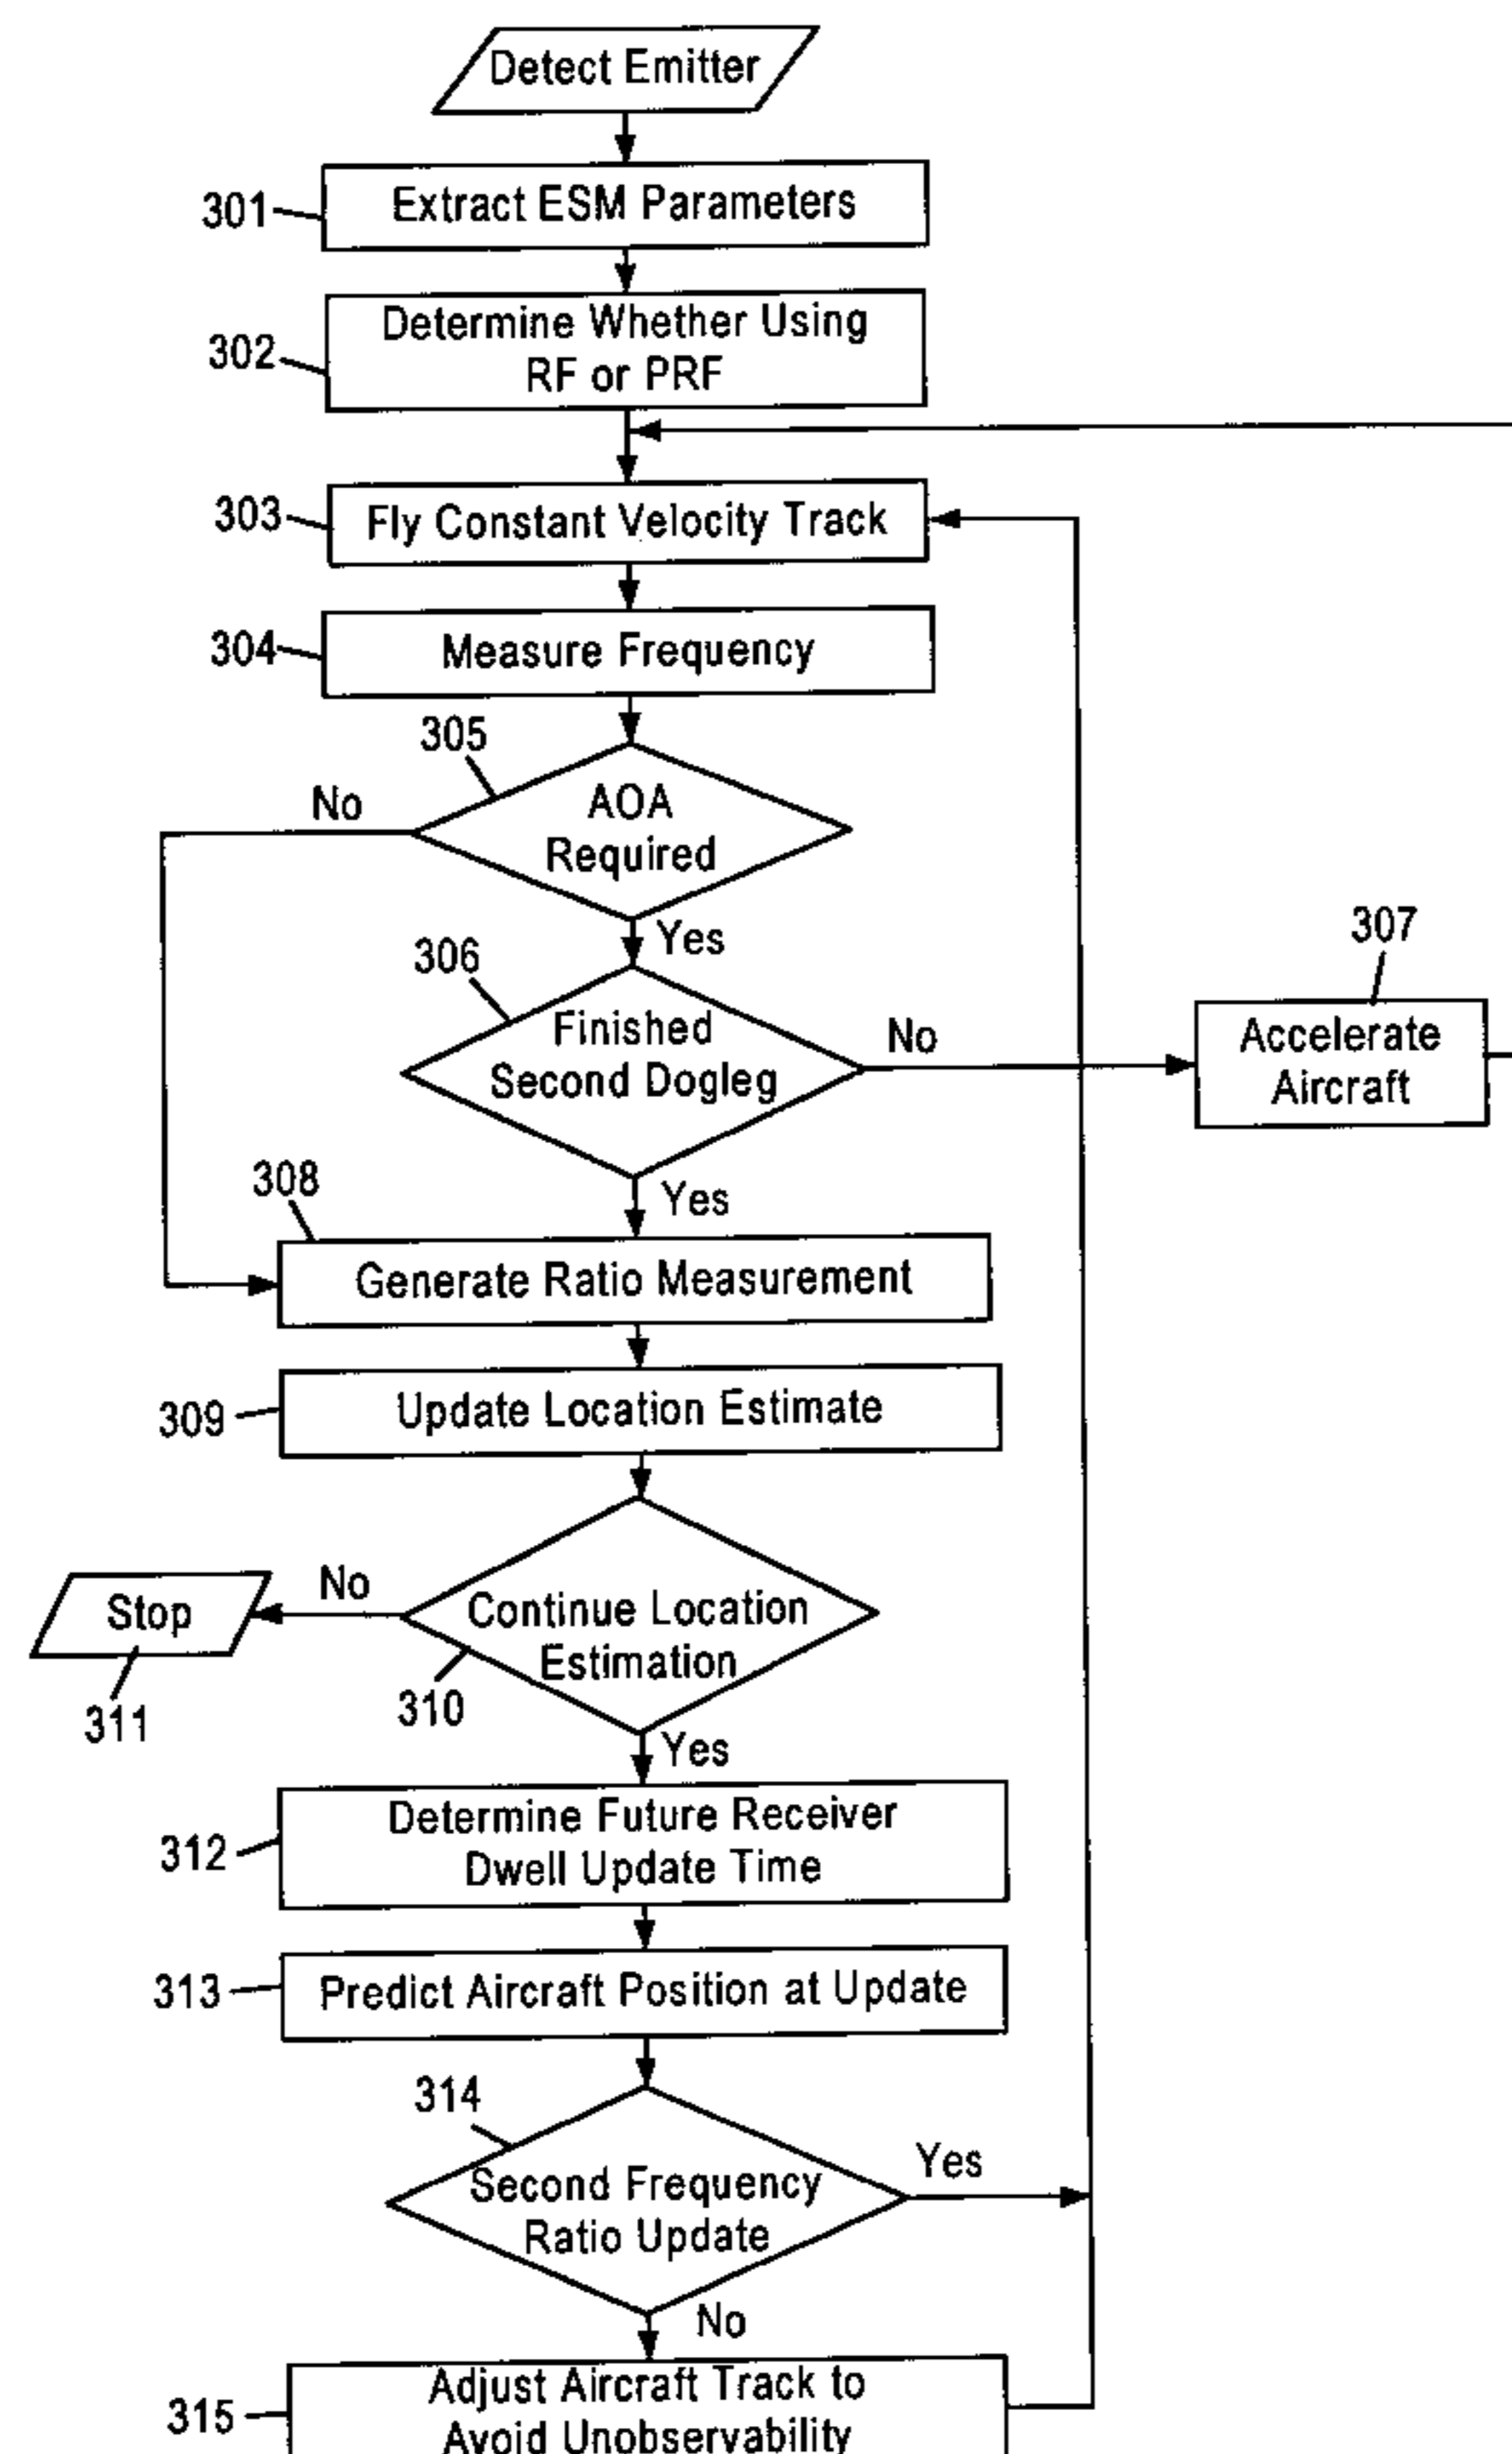 Detect Emitter
301
Extract ESM Parameters
302
Determine Whether Using
RF or PRF
303
Fly Constant Velocity Track
304
Measure Frequency
305
No
AOA
Required
Yes
306
Finished
Second Dogleg
No
307
Accelerate
Aircraft
Yes
308
Generate Ratio Measurement
309
Update Location Estimate
No
Stop
311
Continue Location
Estimation
310
Yes
312
Determine Future Receiver
Dwell Update Time
313
Predict Aircraft Position at Update
314
Second Frequency
Ratio Update
Yes
No
315
Adjust Aircraft Track to
Avoid Unobservability